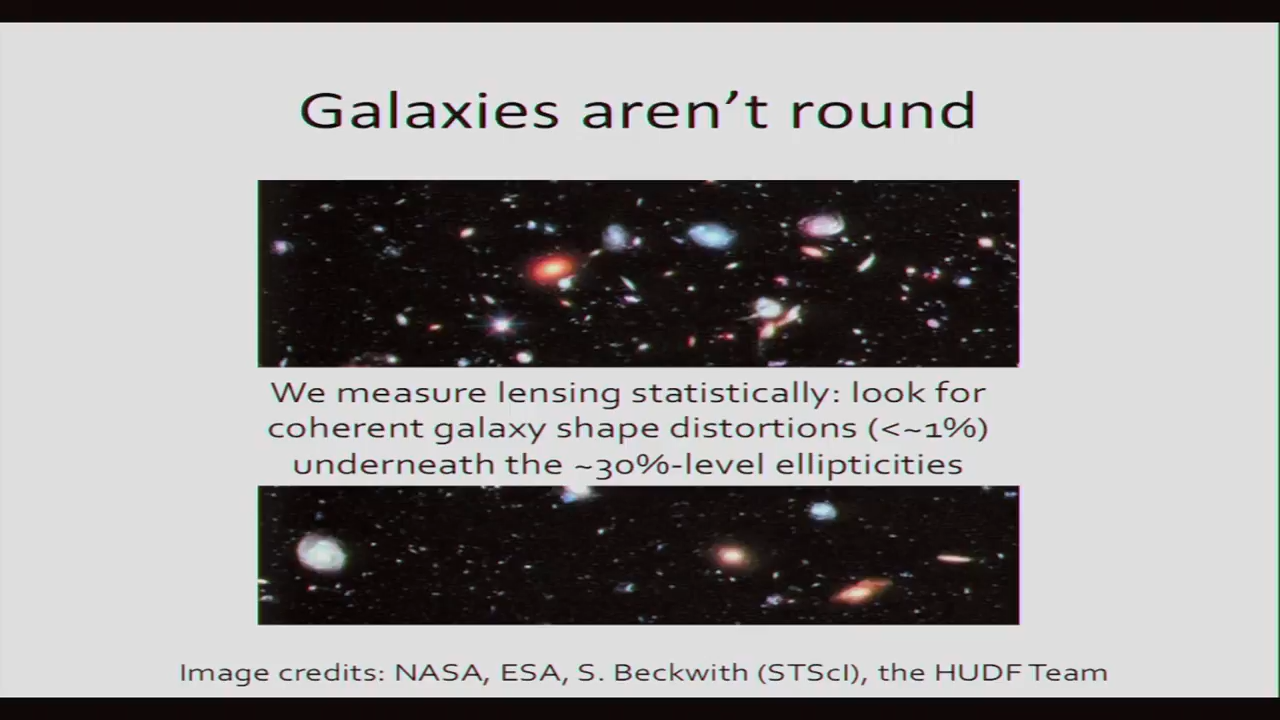 Galaxies aren’t round
We measure lensing statistically: look for
coherent galaxy shape distortions (<~1%)
underneath the ~30%-level ellipticities
Image credits: NASA, ESA, S. Beckwith (STScI), the HUDF Team